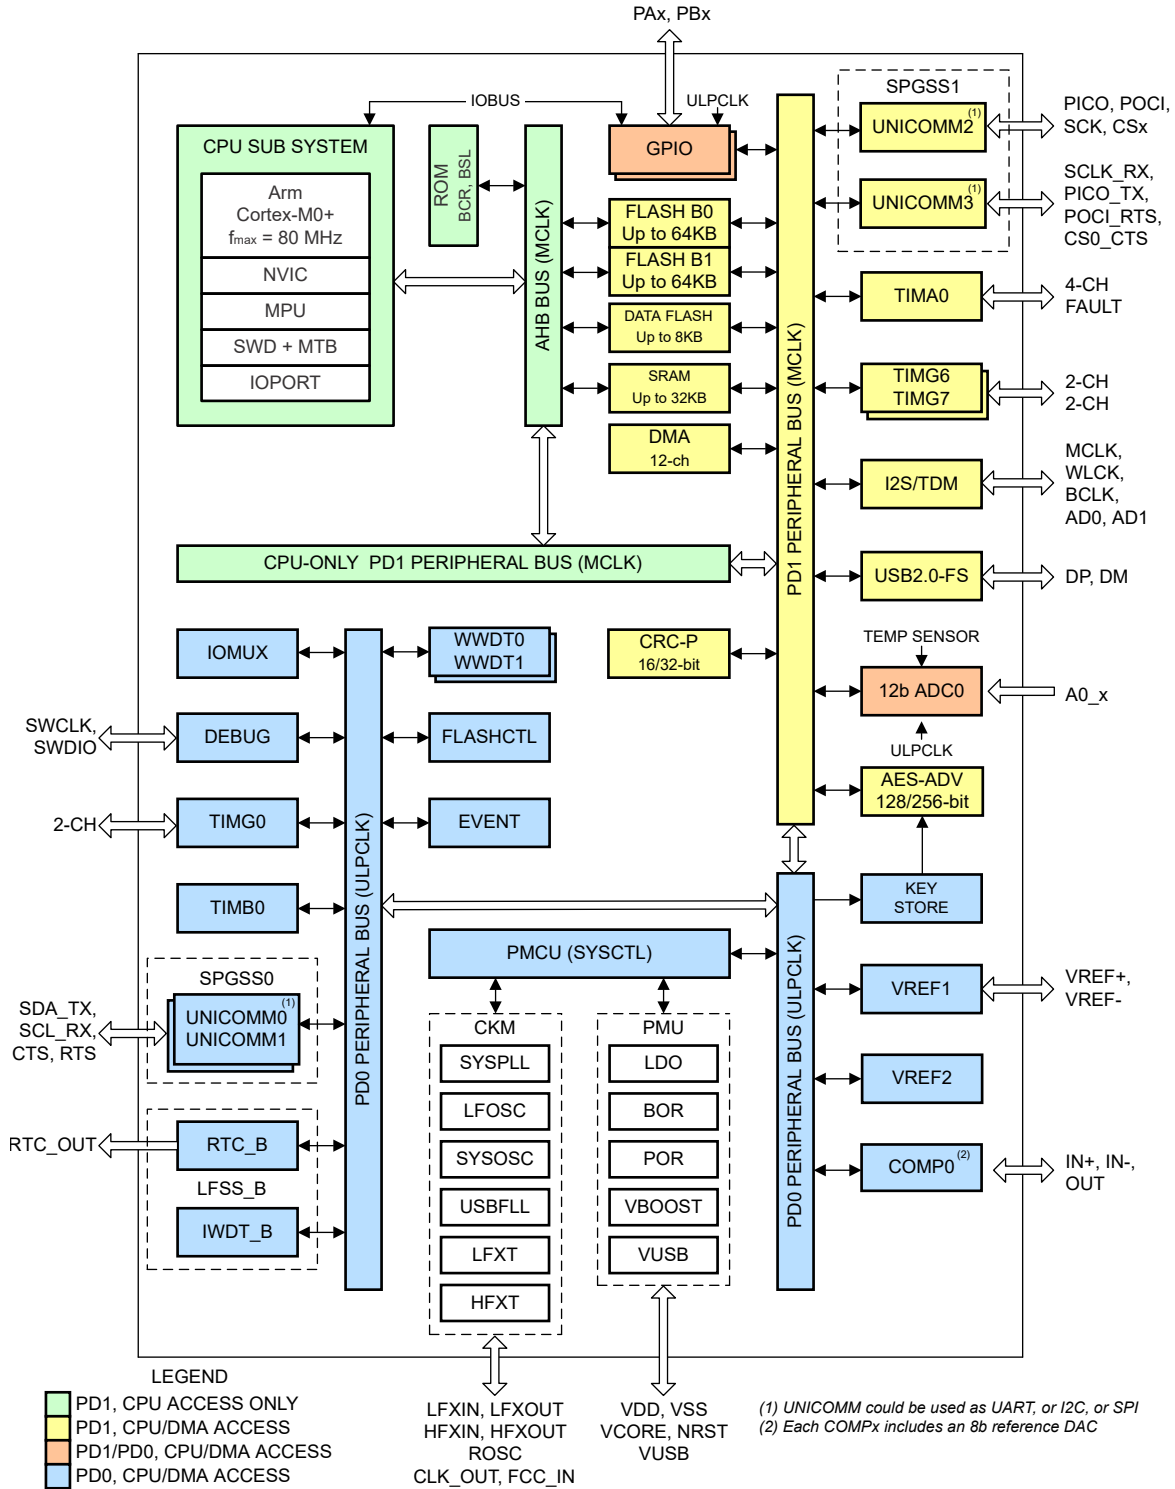 PAx, PBx
IOBUS
ULPCLK
CPU SUB SYSTEM
Arm
Cortex-M0+
fmax = 80 MHz
NVIC
MPU
SWD + MTB
IOPORT
ROM
BCR, BSL
AHB BUS (MCLK)
GPIO
FLASH B0
Up to 64KB
FLASH B1
Up to 64KB
DATA FLASH
Up to 8KB
SRAM
Up to 32KB
DMA
12-ch
PD1 PERIPHERAL BUS (MCLK)
SPGSS1
UNICOMM2 (1)
PICO, POCI,
SCK, CSx
UNICOMM3 (1)
SCLK_RX,
PICO_TX,
POCI_RTS,
CS0_CTS
TIMA0
4-CH
FAULT
TIMG6
TIMG7
2-CH
2-CH
I2S/TDM
MCLK,
WLCK,
BCLK,
AD0, AD1
CPU-ONLY PD1 PERIPHERAL BUS (MCLK)
USB2.0-FS
DP, DM
CRC-P
16/32-bit
TEMP SENSOR
12b ADC0
A0_x
ULPCLK
AES-ADV
128/256-bit
KEY
STORE
IOMUX
WWDT0
WWDT1
SWCLK,
SWDIO
DEBUG
FLASHCTL
2-CH
TIMG0
EVENT
TIMB0
PD0 PERIPHERAL BUS (ULPCLK)
SPGSS0
UNICOMM0 (1)
UNICOMM1
SDA_TX,
SCL_RX,
CTS, RTS
RTC_OUT
RTC_B
LFSS_B
IWDT_B
PMCU (SYSCTL)
CKM
SYSPLL
LFOSC
SYSOSC
USBFLL
LFXT
HFXT
PMU
LDO
BOR
POR
VBOOST
VUSB
PD0 PERIPHERAL BUS (ULPCLK)
VREF1
VREF+,
VREF-
VREF2
COMP0 (2)
IN+, IN-,
OUT
LEGEND
PD1, CPU ACCESS ONLY
PD1, CPU/DMA ACCESS
PD1/PD0, CPU/DMA ACCESS
PD0, CPU/DMA ACCESS
LFXIN, LFXOUT
HFXIN, HFXOUT
ROSC
CLK_OUT, FCC_IN
VDD, VSS
VCORE, NRST
VUSB
(1) UNICOMM could be used as UART, or I2C, or SPI
(2) Each COMPx includes an 8b reference DAC